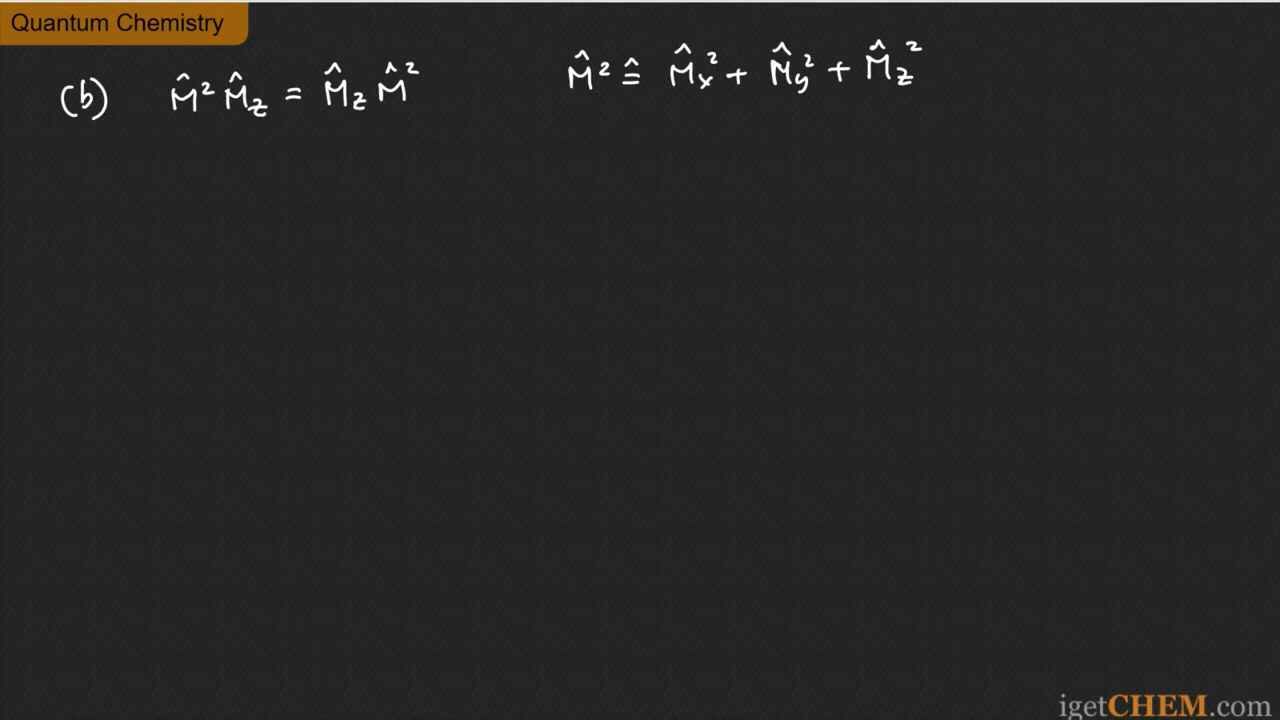 Quantum Chemistry
(b) M̂² M̂z = M̂z M̂²
M̂² ≙ M̂x² + M̂y² + M̂z²
igetCHEM.com